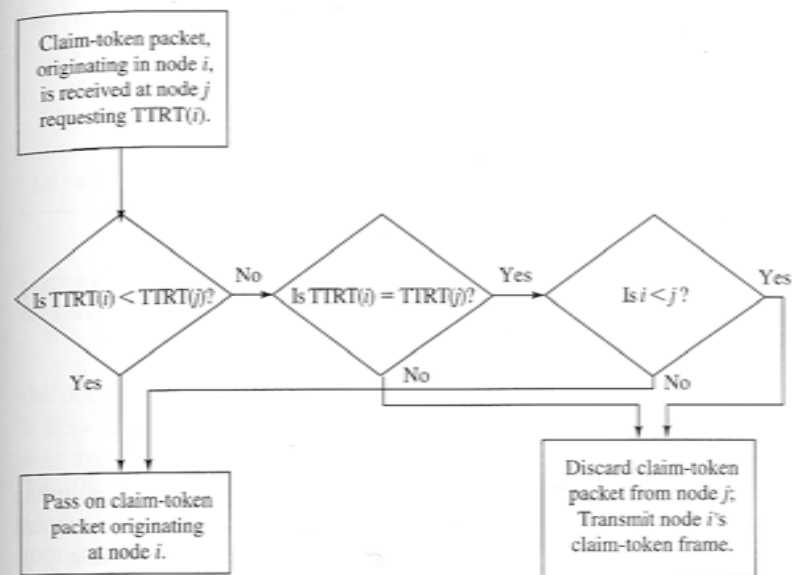 Claim-token packet,
originating in node i,
is received at node j
requesting TTRT(i).
Is TTRT(i) < TTRT(j)?
No
Is TTRT(i) = TTRT(j)?
Yes
Is i < j?
Yes
Yes
No
No
Pass on claim-token
packet originating
at node i.
Discard claim-token
packet from node j;
Transmit node i's
claim-token frame.